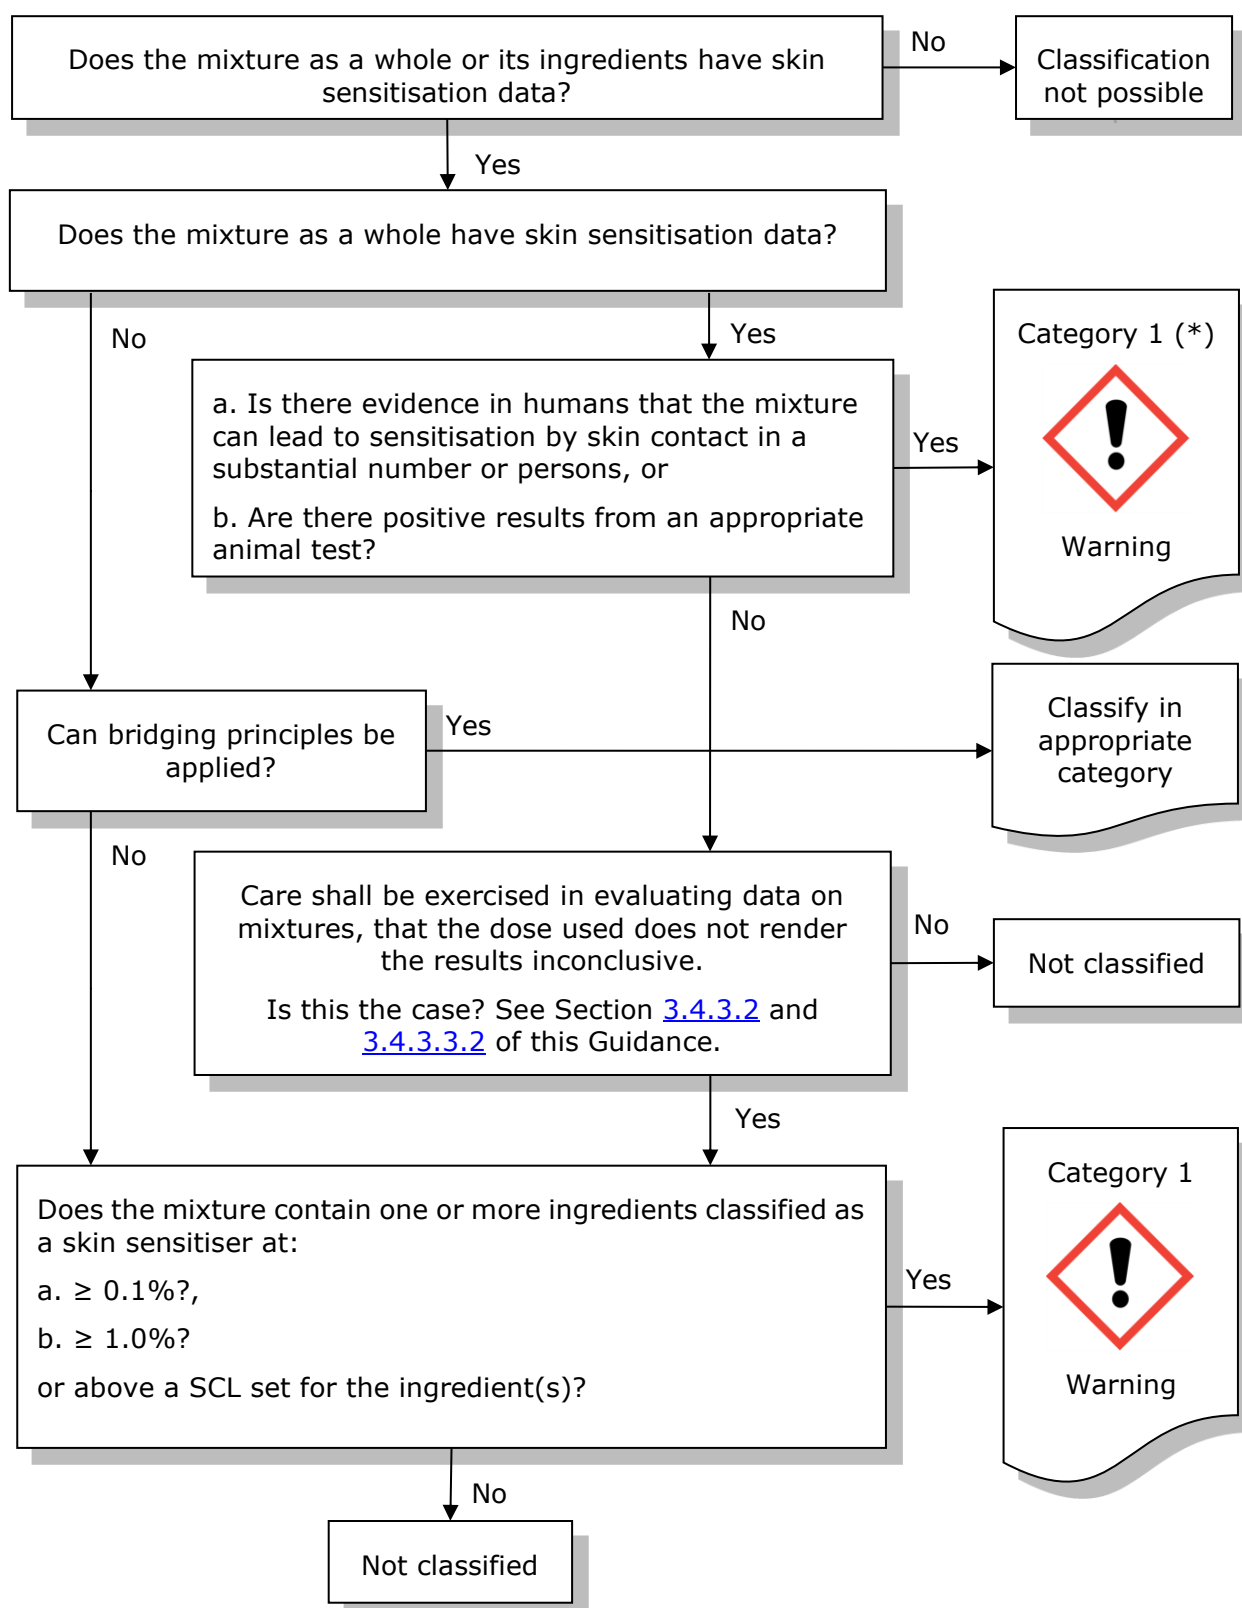 Does the mixture as a whole or its ingredients have skin
sensitisation data?
No
Classification
not possible
Yes
Does the mixture as a whole have skin sensitisation data?
No
Yes
a. Is there evidence in humans that the mixture
can lead to sensitisation by skin contact in a
substantial number or persons, or
b. Are there positive results from an appropriate
animal test?
Yes
Category 1 (*)
Warning
No
Can bridging principles be
applied?
Yes
Classify in
appropriate
category
No
Care shall be exercised in evaluating data on
mixtures, that the dose used does not render
the results inconclusive.
Is this the case? See Section 3.4.3.2 and
3.4.3.3.2 of this Guidance.
No
Not classified
Yes
Does the mixture contain one or more ingredients classified as
a skin sensitiser at:
a. ≥ 0.1%?,
b. ≥ 1.0%?
or above a SCL set for the ingredient(s)?
Yes
Category 1
Warning
No
Not classified